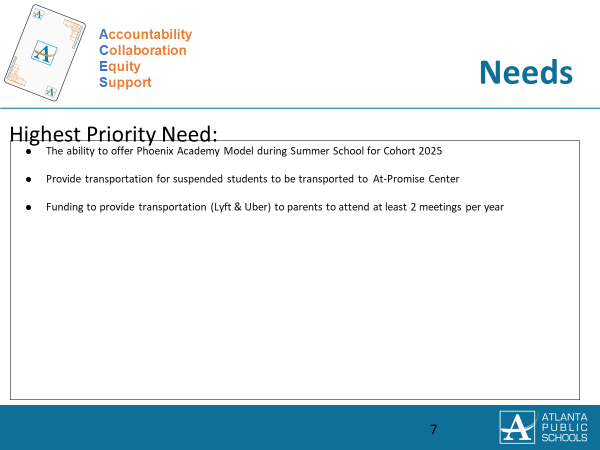 Accountability
Collaboration
Equity
Support
Needs
Highest Priority Need:
● The ability to offer Phoenix Academy Model during Summer School for Cohort 2025
● Provide transportation for suspended students to be transported to At-Promise Center
● Funding to provide transportation (Lyft & Uber) to parents to attend at least 2 meetings per year
7
ATLANTA
PUBLIC
SCHOOLS